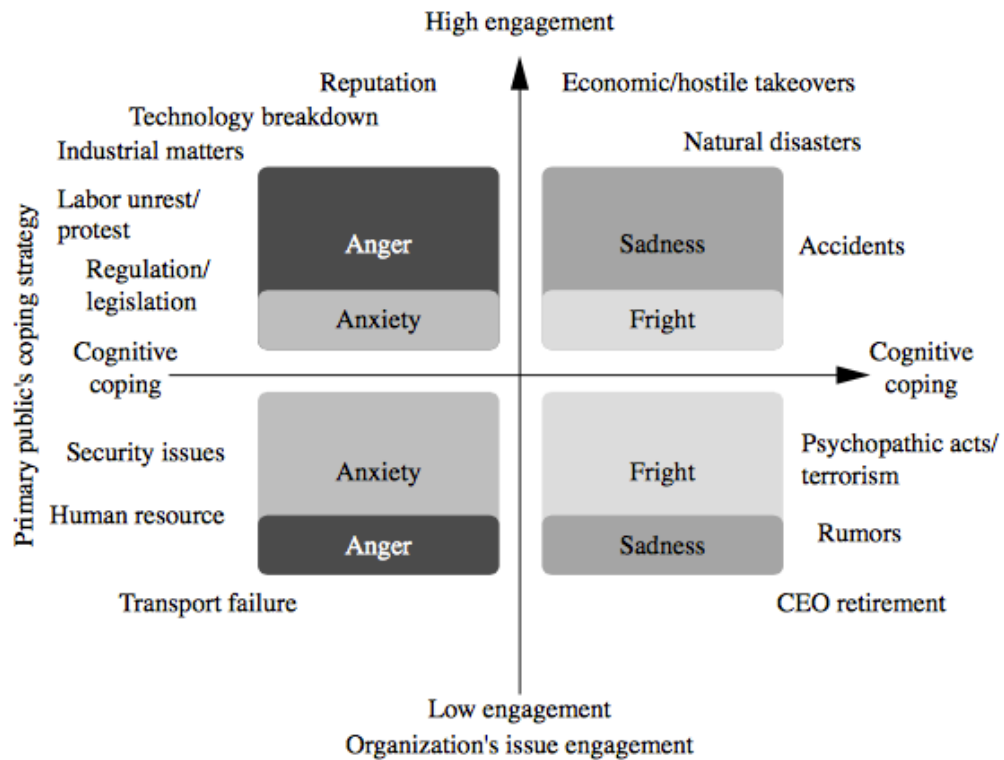 High engagement
Reputation
Economic/hostile takeovers
Technology breakdown
Industrial matters
Natural disasters
Labor unrest/
protest
Anger
Sadness
Accidents
Regulation/
legislation
Anxiety
Fright
Cognitive
coping
Cognitive
coping
Primary public's coping strategy
Security issues
Anxiety
Fright
Psychopathic acts/
terrorism
Human resource
Anger
Sadness
Rumors
Transport failure
CEO retirement
Low engagement
Organization's issue engagement